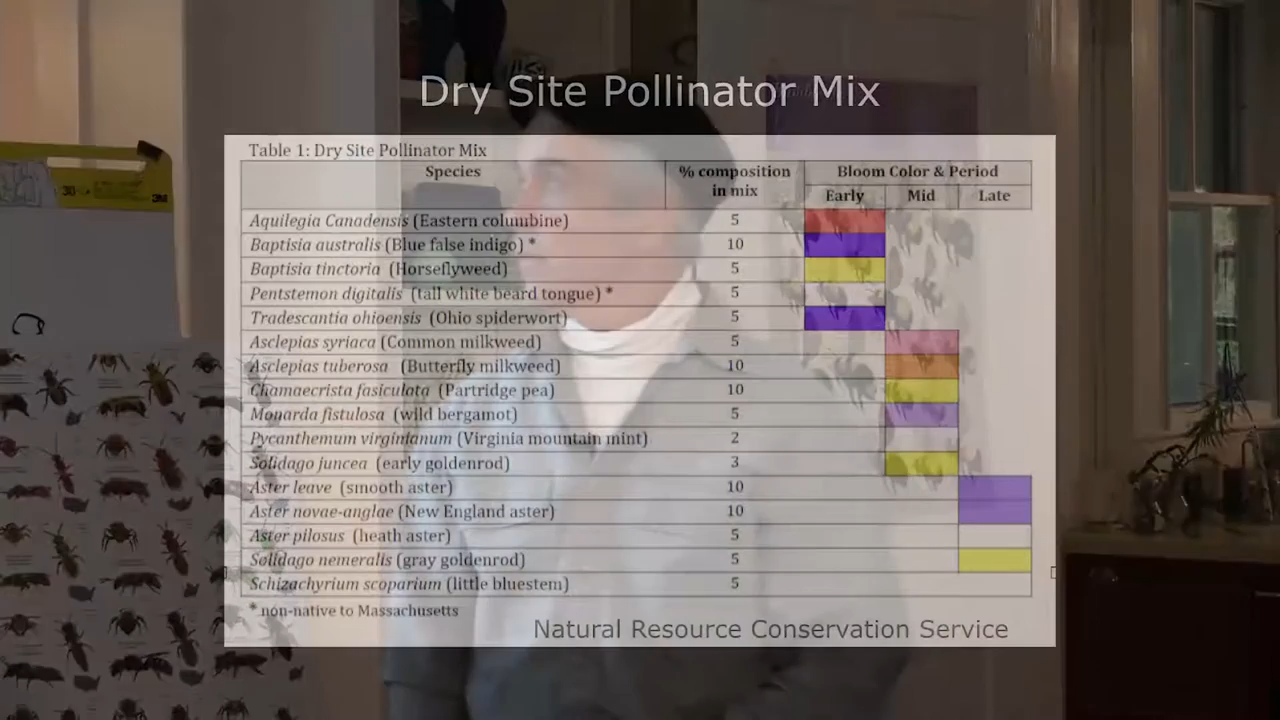 Dry Site Pollinator Mix
Table 1: Dry Site Pollinator Mix
Species % composition in mix Bloom Color & Period
Early Mid Late
Aquilegia Canadensis (Eastern columbine) 5
Baptisia australis (Blue false indigo) * 10
Baptisia tinctoria (Horseflyweed) 5
Pentstemon digitalis (tall white beard tongue) * 5
Tradescantia ohioensis (Ohio spiderwort) 5
Asclepias syriaca (Common milkweed) 5
Asclepias tuberosa (Butterfly milkweed) 10
Chamaecrista fasiculata (Partridge pea) 10
Monarda fistulosa (wild bergamot) 5
Pycanthemum virginianum (Virginia mountain mint) 2
Solidago juncea (early goldenrod) 3
Aster leave (smooth aster) 10
Aster novae-anglae (New England aster) 10
Aster pilosus (heath aster) 5
Solidago nemeralis (gray goldenrod) 5
Schizachyrium scoparium (little bluestem) 5
* non-native to Massachusetts
Natural Resource Conservation Service
30
3M